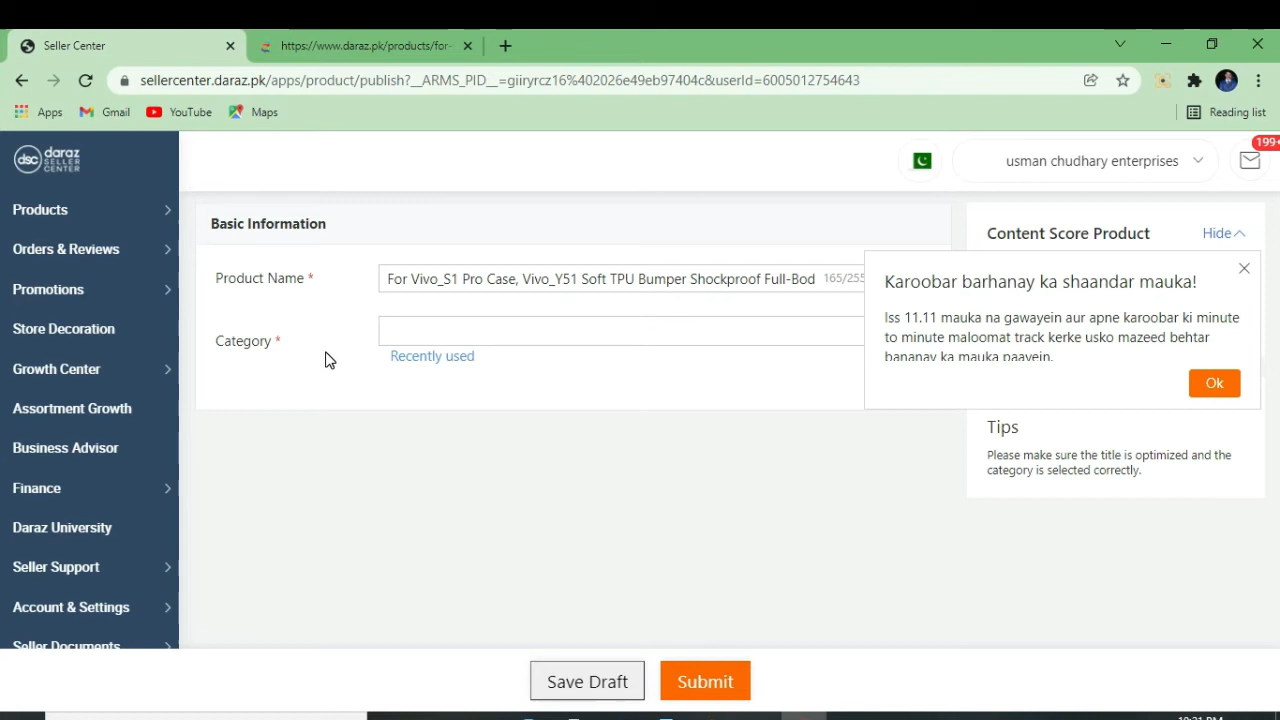 Seller Center
https://www.daraz.pk/products/for-
sellercenter.daraz.pk/apps/product/publish?__ARMS_PID__=giiryrcz16%402026e49eb97404c&userId=6005012754643
Apps
Gmail
YouTube
Maps
Reading list
dsc daraz
SELLER
CENTER
usman chudhary enterprises
199+
Products
Orders & Reviews
Promotions
Store Decoration
Growth Center
Assortment Growth
Business Advisor
Finance
Daraz University
Seller Support
Account & Settings
Seller Documents
Basic Information
Product Name *
For Vivo_S1 Pro Case, Vivo_Y51 Soft TPU Bumper Shockproof Full-Bod
165/255
Category *
Recently used
Content Score Product
Hide
Karoobar barhanay ka shaandar mauka!
Iss 11.11 mauka na gawayein aur apne karoobar ki minute
to minute maloomat track kerke usko mazeed behtar
bananay ka mauka paayein.
Ok
Tips
Please make sure the title is optimized and the
category is selected correctly.
Save Draft
Submit
10:31 PM